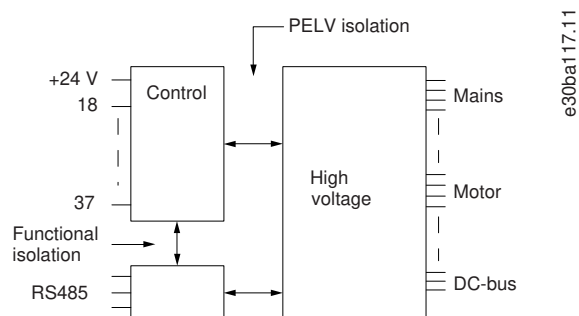 PELV isolation
+24 V
18
37
Control
High
voltage
Mains
Motor
DC-bus
Functional
isolation
RS485
e30ba117.11